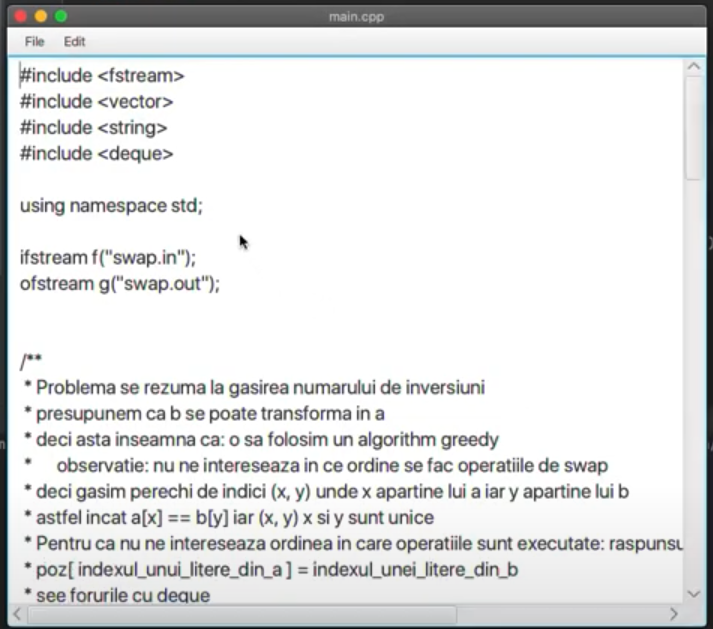 main.cpp
File Edit
#include <fstream>
#include <vector>
#include <string>
#include <deque>
using namespace std;
ifstream f("swap.in");
ofstream g("swap.out");
/**
* Problema se rezuma la gasirea numarului de inversiuni
* presupunem ca b se poate transforma in a
* deci asta inseamna ca: o sa folosim un algorithm greedy
* observatie: nu ne intereseaza in ce ordine se fac operatiile de swap
* deci gasim perechi de indici (x, y) unde x apartine lui a iar y apartine lui b
* astfel incat a[x] == b[y] iar (x, y) x si y sunt unice
* Pentru ca nu ne intereseaza ordinea in care operatiile sunt executate: raspunsu
* poz[ indexul_unui_litere_din_a ] = indexul_unei_litere_din_b
* see forurile cu deque